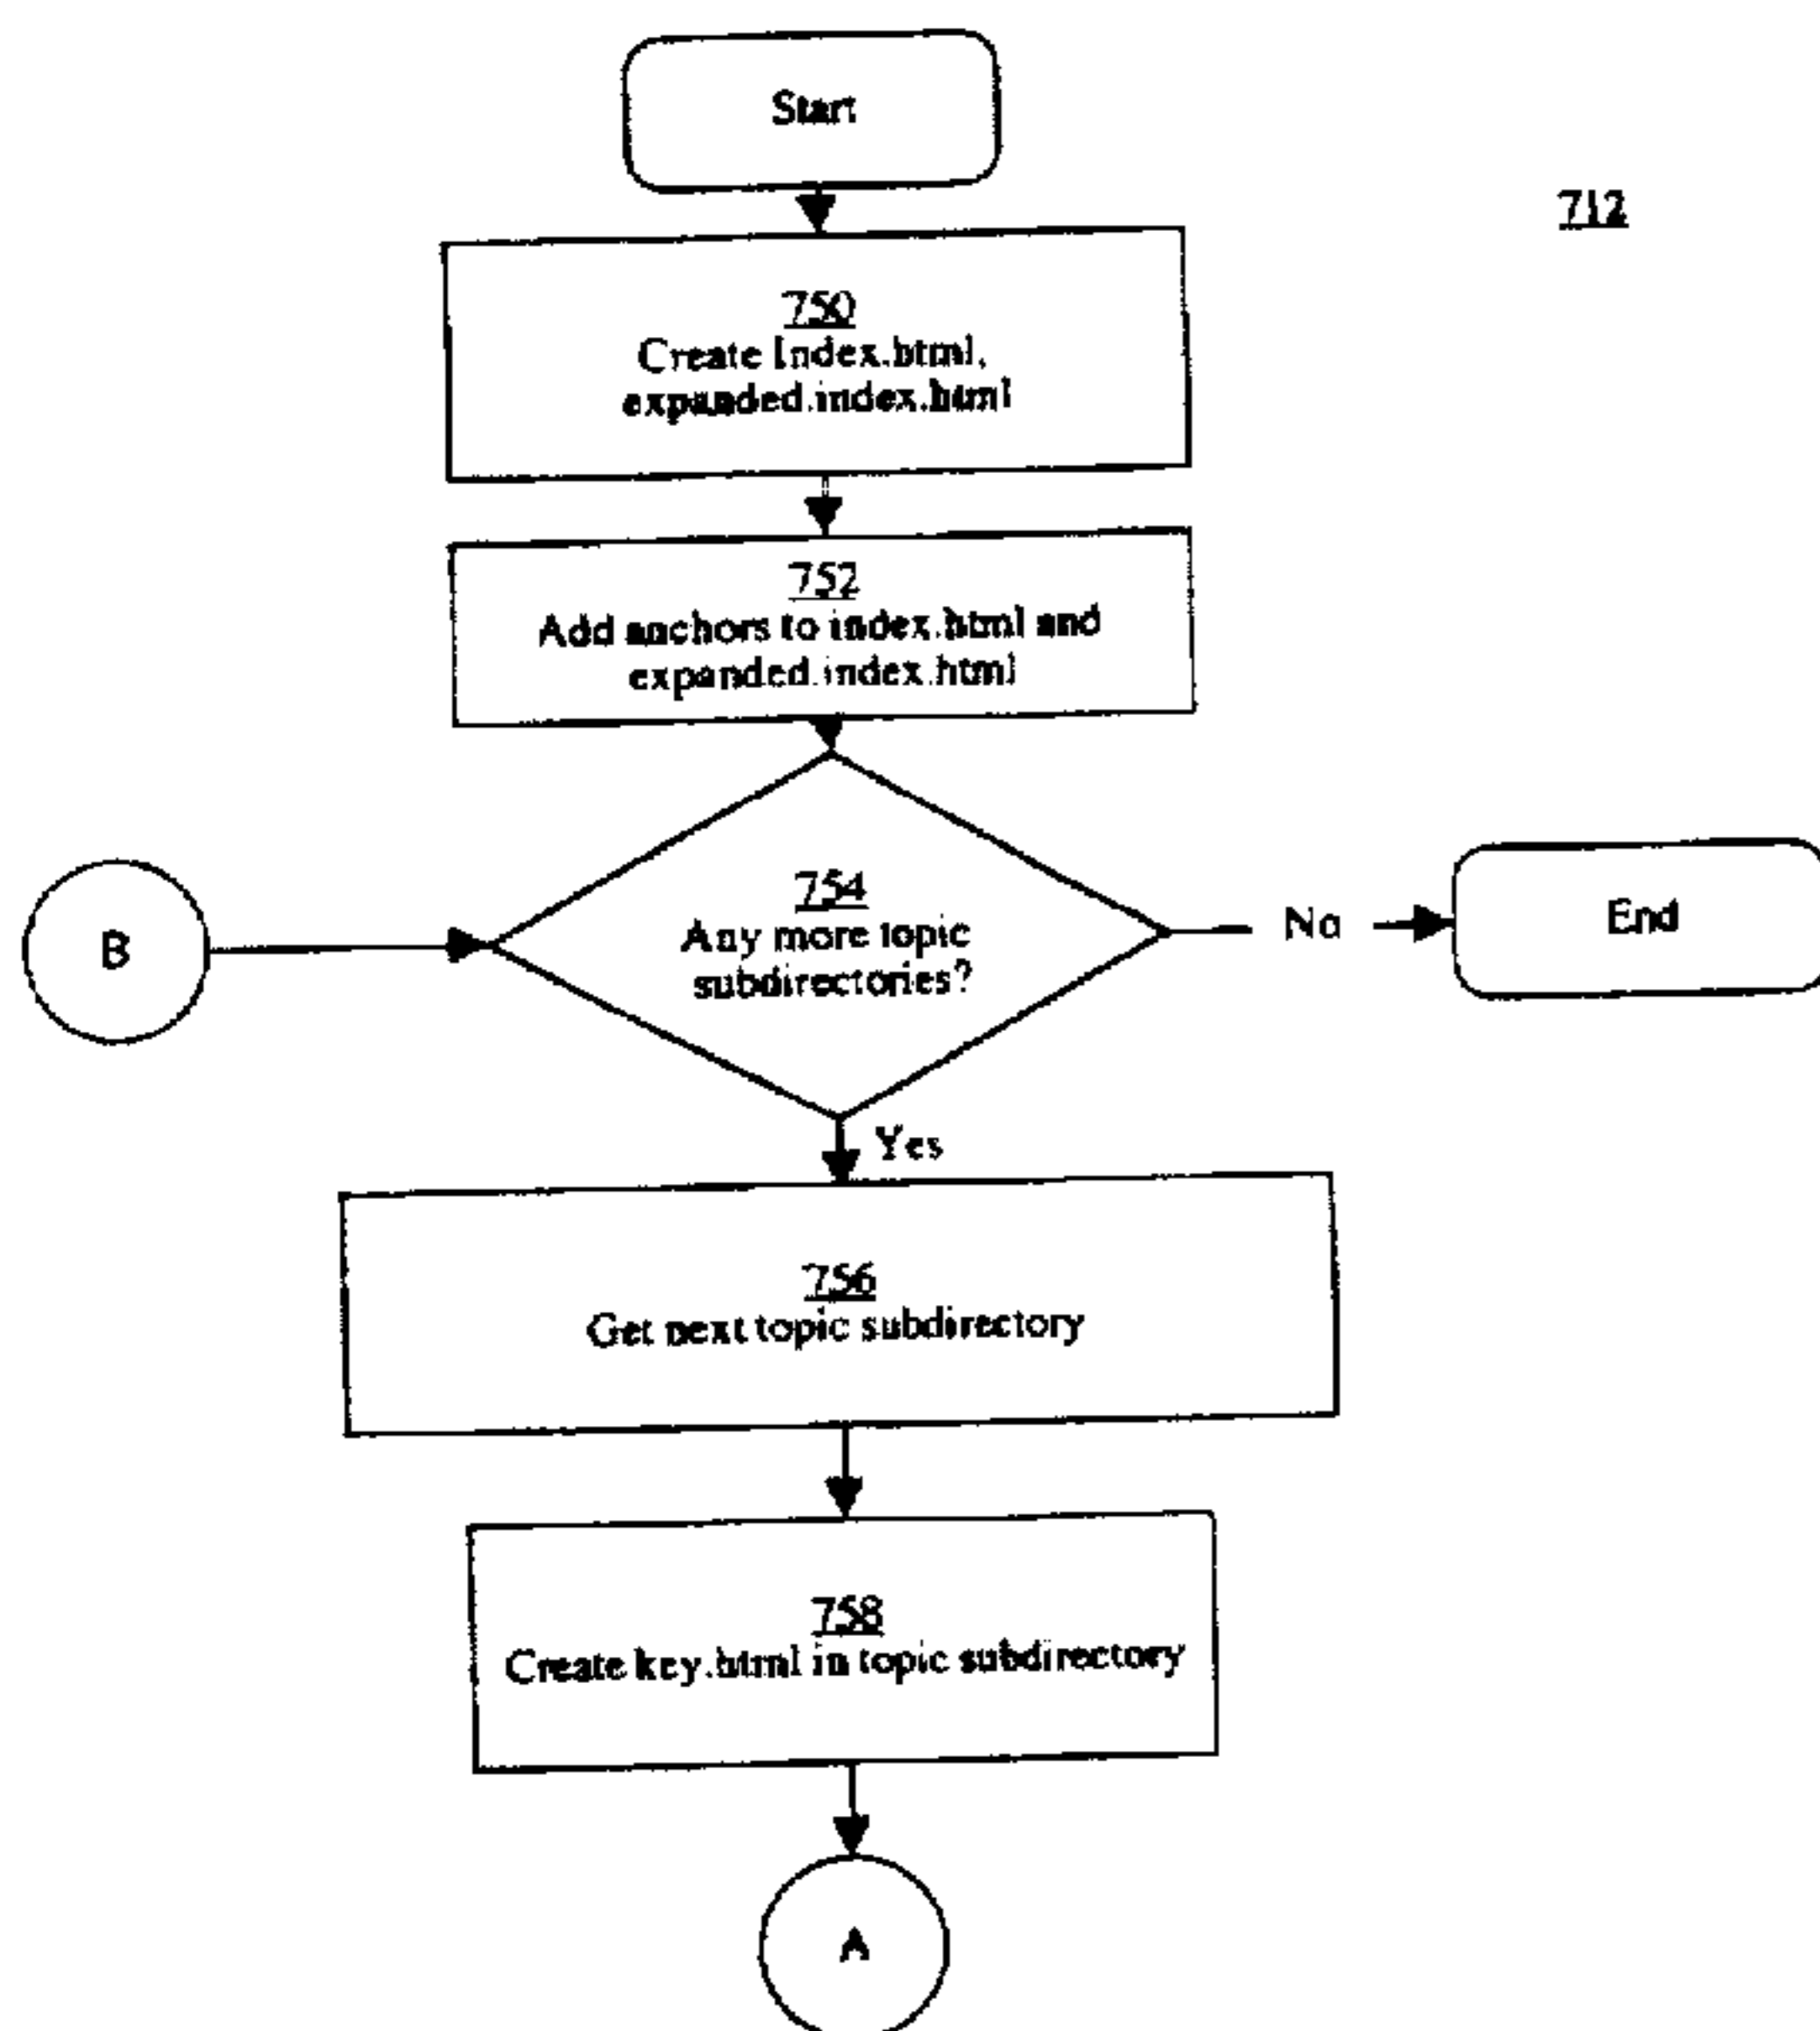 Start
712
750
Create Index.html,
expanded.index.html
752
Add anchors to index.html and
expanded.index.html
754
Any more topic
subdirectories?
B
No
End
Yes
756
Get next topic subdirectory
758
Create key.html in topic subdirectory
A